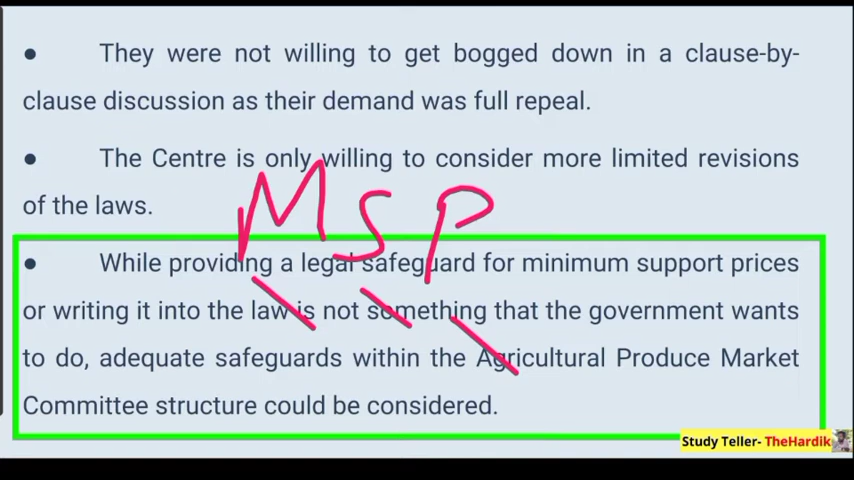 ● They were not willing to get bogged down in a clause-by-
clause discussion as their demand was full repeal.
● The Centre is only willing to consider more limited revisions
of the laws.
MSP
● While providing a legal safeguard for minimum support prices
or writing it into the law is not something that the government wants
to do, adequate safeguards within the Agricultural Produce Market
Committee structure could be considered.
Study Teller- TheHardik